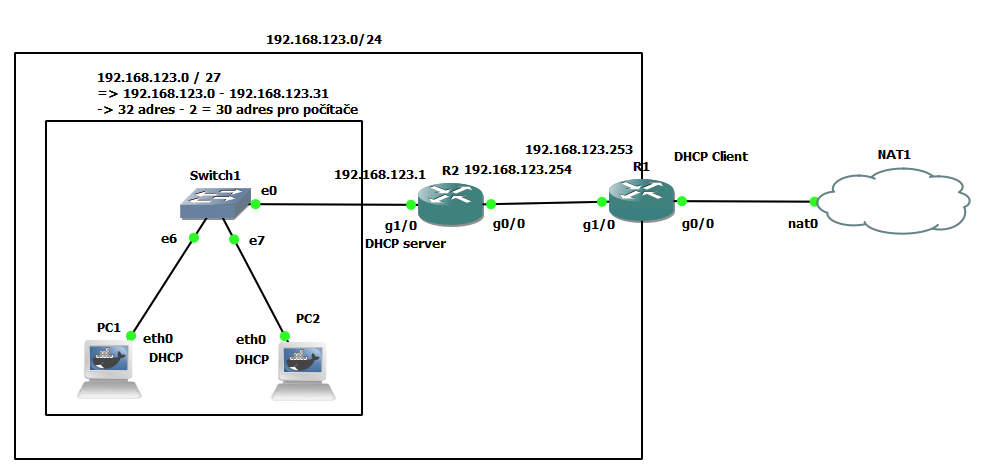 192.168.123.0/24
192.168.123.0 / 27
=> 192.168.123.0 - 192.168.123.31
-> 32 adres - 2 = 30 adres pro počítače
192.168.123.253
DHCP Client
NAT1
Switch1
192.168.123.1
R2
192.168.123.254
R1
e0
g1/0
g0/0
g1/0
g0/0
nat0
DHCP server
e6
e7
PC1
PC2
eth0
DHCP
eth0
DHCP